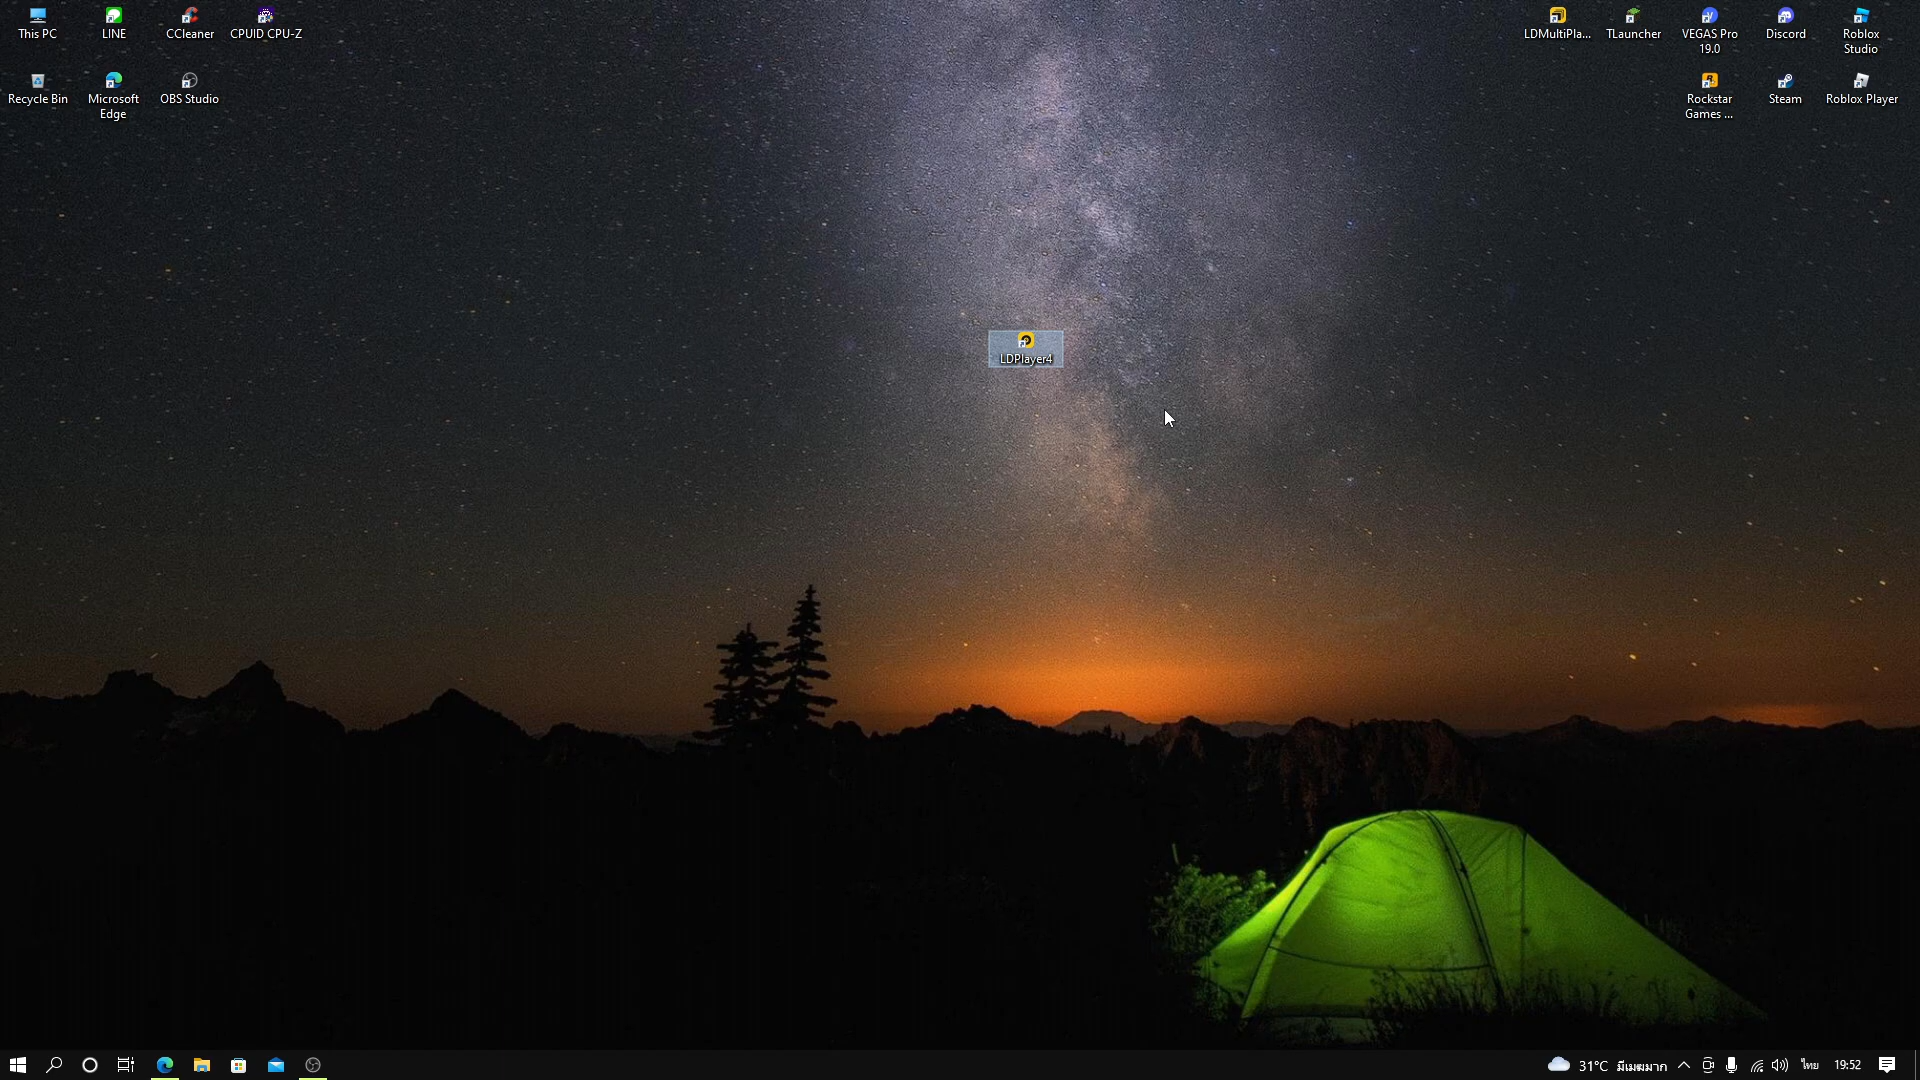 This PC
LINE
CCleaner
CPUID CPU-Z
LDMultiPla...
TLauncher
VEGAS Pro
19.0
Discord
Roblox
Studio
Recycle Bin
Microsoft
Edge
OBS Studio
Rockstar
Games ...
Steam
Roblox Player
LDPlayer4
31°C มีเมฆมาก
ไทย
19:52